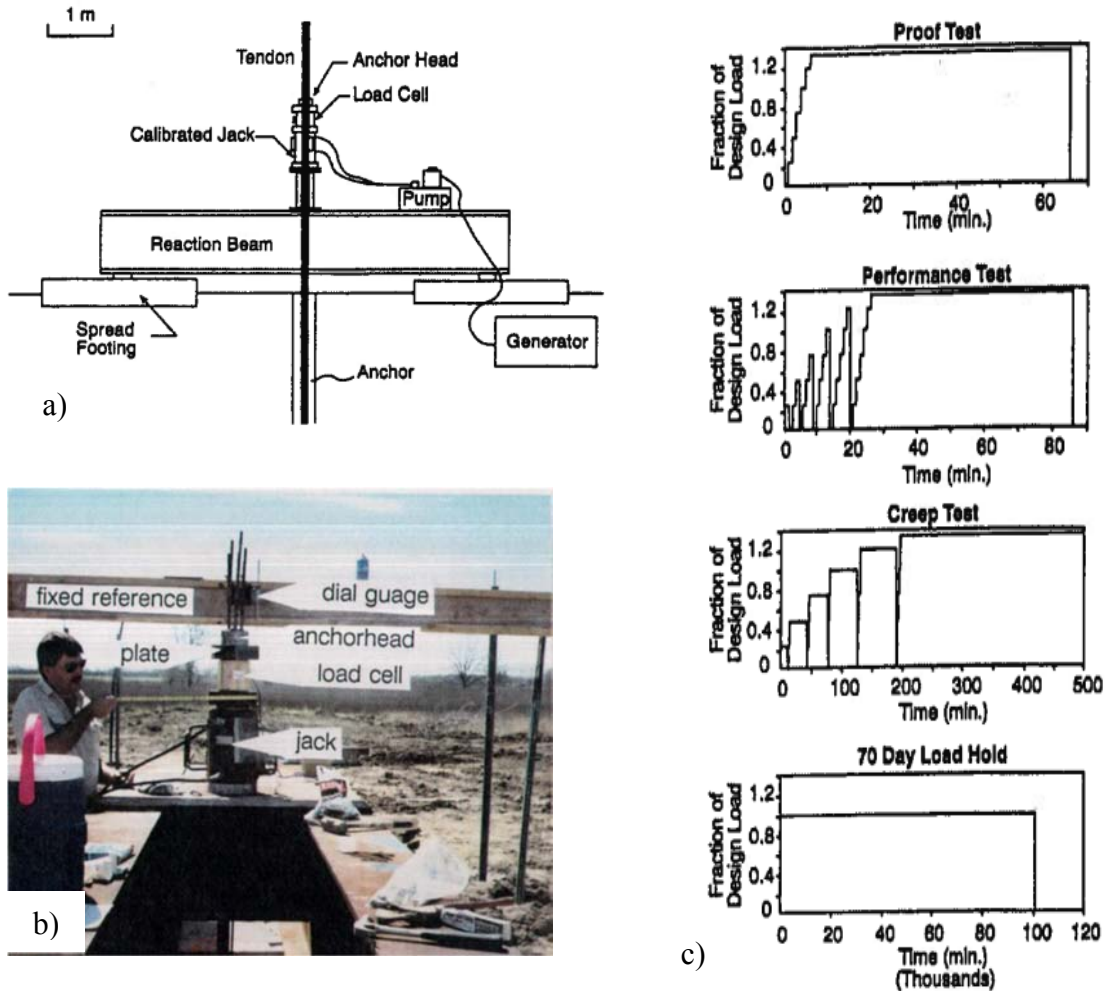 1 m
Tendon
Anchor Head
Load Cell
Calibrated Jack
Pump
Reaction Beam
Spread
Footing
Generator
Anchor
a)
fixed reference
dial guage
anchorhead
plate
load cell
jack
b)
Proof Test
Fraction of
Design Load
1.2
0.8
0.4
0
0 20 40 60
Time (min.)
Performance Test
Fraction of
Design Load
1.2
0.8
0.4
0
0 20 40 60 80
Time (min.)
Creep Test
Fraction of
Design Load
1.2
0.8
0.4
0
0 100 200 300 400 500
Time (min.)
70 Day Load Hold
Fraction of
Design Load
1.2
0.8
0.4
0
0 20 40 60 80 100 120
Time (min.)
(Thousands)
c)